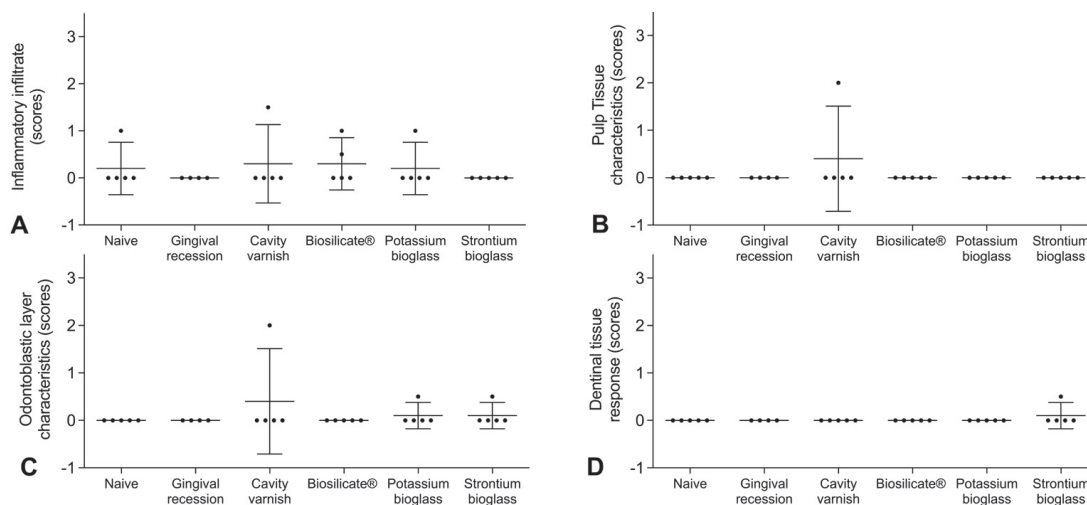 A
Inflammatory infiltrate
(scores)
3
2
1
0
-1
Naive
Gingival
recession
Cavity
varnish
Biosilicate®
Potassium
bioglass
Strontium
bioglass
B
Pulp Tissue
characteristics (scores)
3
2
1
0
-1
Naive
Gingival
recession
Cavity
varnish
Biosilicate®
Potassium
bioglass
Strontium
bioglass
C
Odontoblastic layer
characteristics (scores)
3
2
1
0
-1
Naive
Gingival
recession
Cavity
varnish
Biosilicate®
Potassium
bioglass
Strontium
bioglass
D
Dentinal tissue
response (scores)
3
2
1
0
-1
Naive
Gingival
recession
Cavity
varnish
Biosilicate®
Potassium
bioglass
Strontium
bioglass